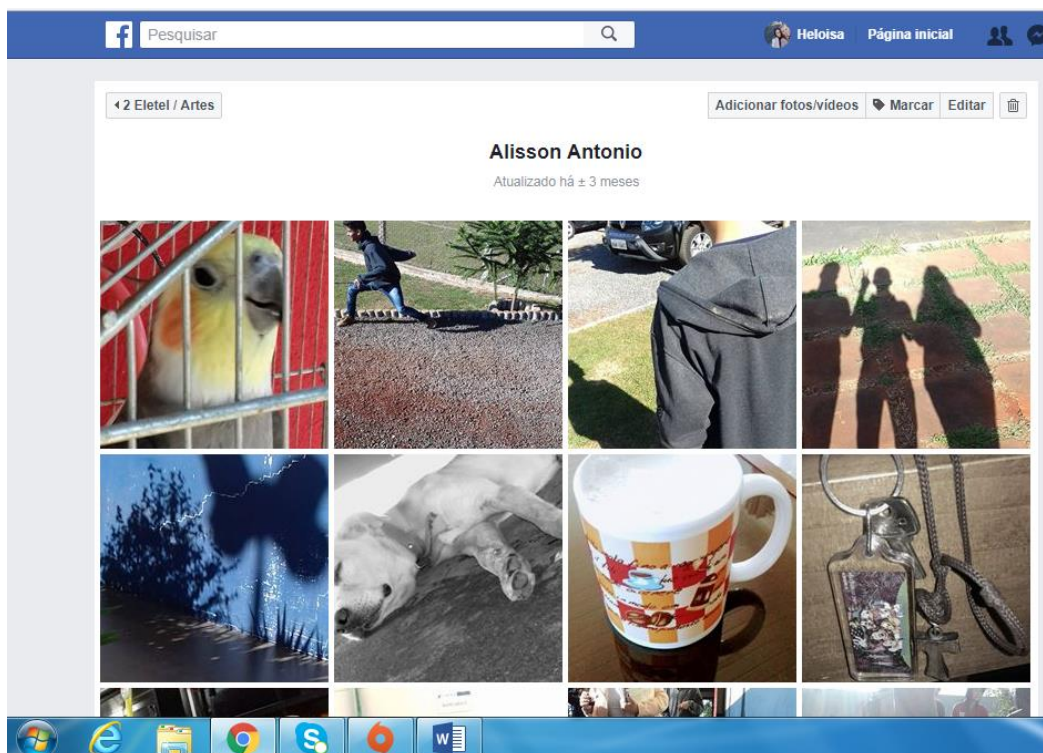 f Pesquisar Heloisa Página inicial
2 Eletel / Artes Adicionar fotos/vídeos Marcar Editar
Alisson Antonio
Atualizado há ± 3 meses